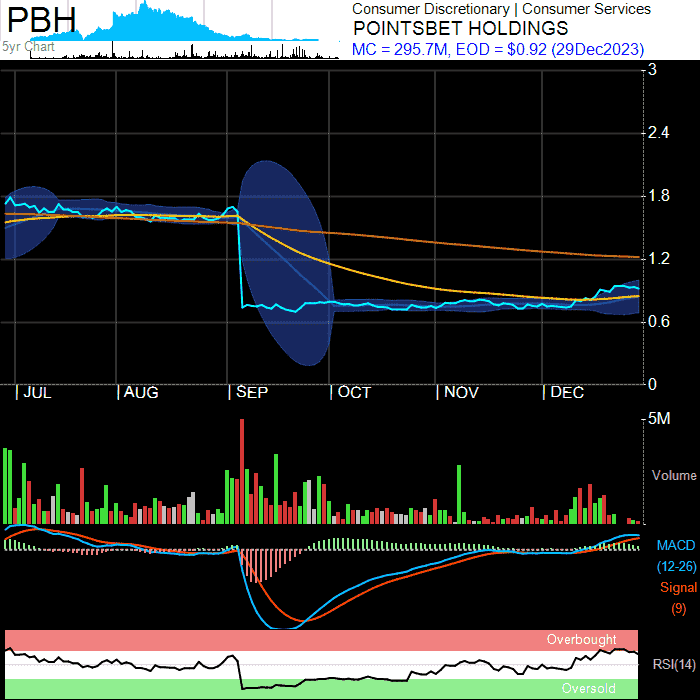 PBH
5yr Chart
Consumer Discretionary | Consumer Services
POINTSBET HOLDINGS
MC = 295.7M, EOD = $0.92 (29Dec2023)
3
2.4
1.8
1.2
0.6
0
| JUL | AUG | SEP | OCT | NOV | DEC
5M
Volume
MACD
(12-26)
Signal
(9)
Overbought
RSI(14)
Oversold